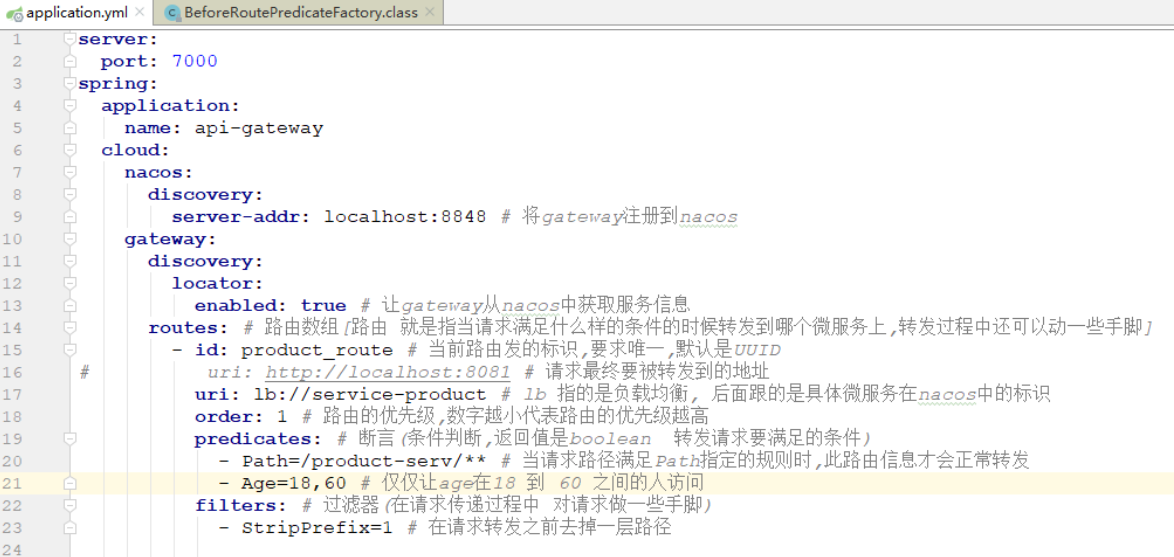 application.yml × BeforeRoutePredicateFactory.class ×
1 server:
2   port: 7000
3 spring:
4   application:
5     name: api-gateway
6   cloud:
7     nacos:
8       discovery:
9         server-addr: localhost:8848 # 将gateway注册到nacos
10     gateway:
11       discovery:
12         locator:
13           enabled: true # 让gateway从nacos中获取服务信息
14       routes: # 路由数组[路由 就是指当请求满足什么样的条件的时候转发到哪个微服务上,转发过程中还可以动一些手脚]
15         - id: product_route # 当前路由发的标识,要求唯一,默认是UUID
16 #          uri: http://localhost:8081 # 请求最终要被转发到的地址
17           uri: lb://service-product # lb 指的是负载均衡, 后面跟的是具体微服务在nacos中的标识
18           order: 1 # 路由的优先级,数字越小代表路由的优先级越高
19           predicates: # 断言(条件判断,返回值是boolean  转发请求要满足的条件)
20             - Path=/product-serv/** # 当请求路径满足Path指定的规则时,此路由信息才会正常转发
21             - Age=18,60 # 仅仅让age在18 到 60 之间的人访问
22           filters: # 过滤器(在请求传递过程中 对请求做一些手脚)
23             - StripPrefix=1 # 在请求转发之前去掉一层路径
24